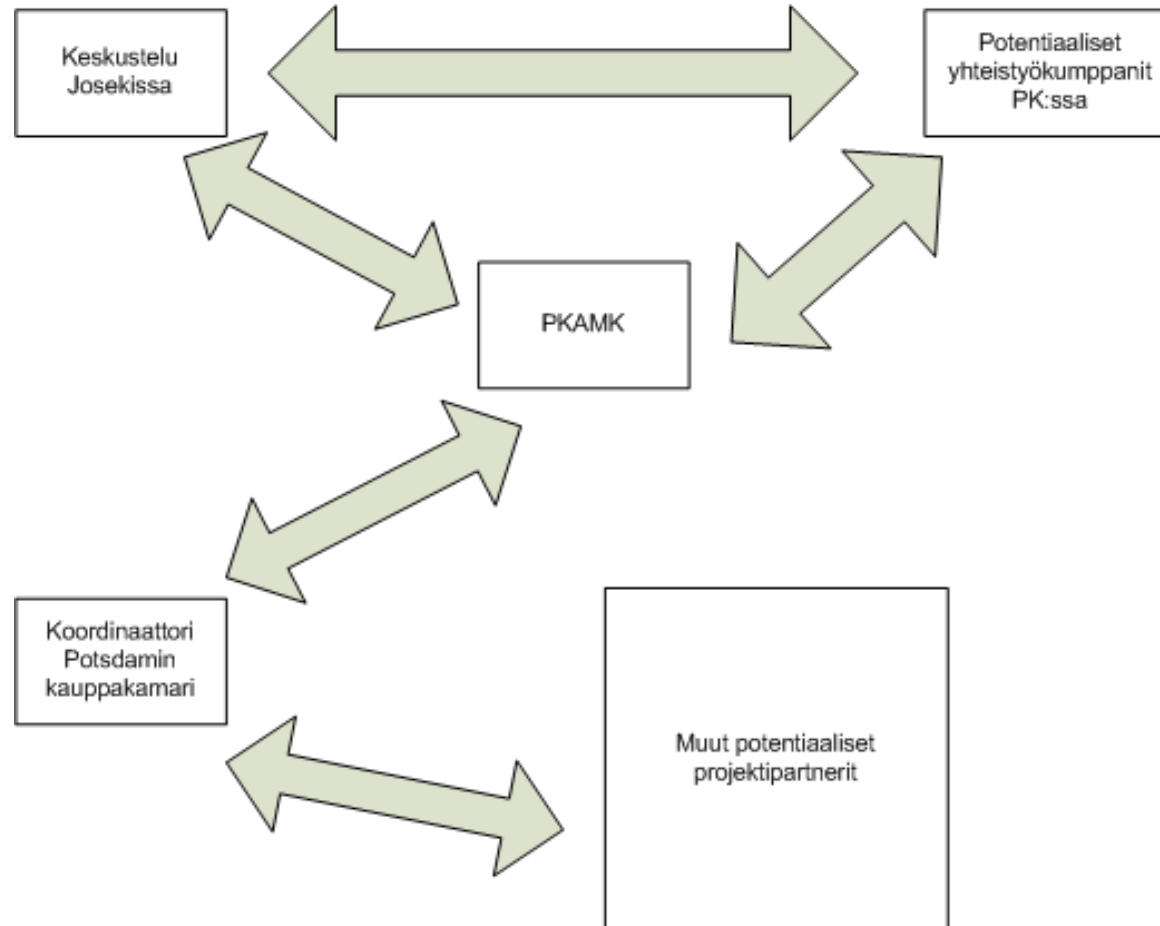 Keskustelu
Josekissa
Potentiaaliset
yhteistyökumppanit
PK:ssa
PKAMK
Koordinaattori
Potsdamin
kauppakamari
Muut potentiaaliset
projektipartnerit